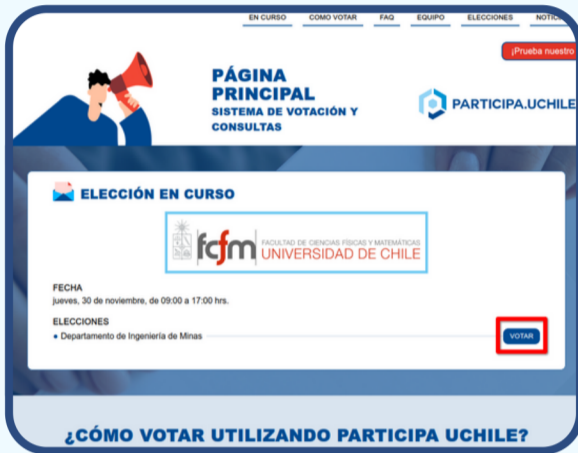 EN CURSO COMO VOTAR FAQ EQUIPO ELECCIONES
¡Prueba nuestro
PÁGINA
PRINCIPAL
SISTEMA DE VOTACIÓN Y
CONSULTAS
PARTICIPA.UCHILE
ELECCIÓN EN CURSO
fcfm
FACULTAD DE CIENCIAS FÍSICAS Y MATEMÁTICAS
UNIVERSIDAD DE CHILE
FECHA
jueves, 30 de noviembre, de 09:00 a 17:00 hrs.
ELECCIONES
• Departamento de Ingeniería de Minas VOTAR
¿CÓMO VOTAR UTILIZANDO PARTICIPA UCHILE?